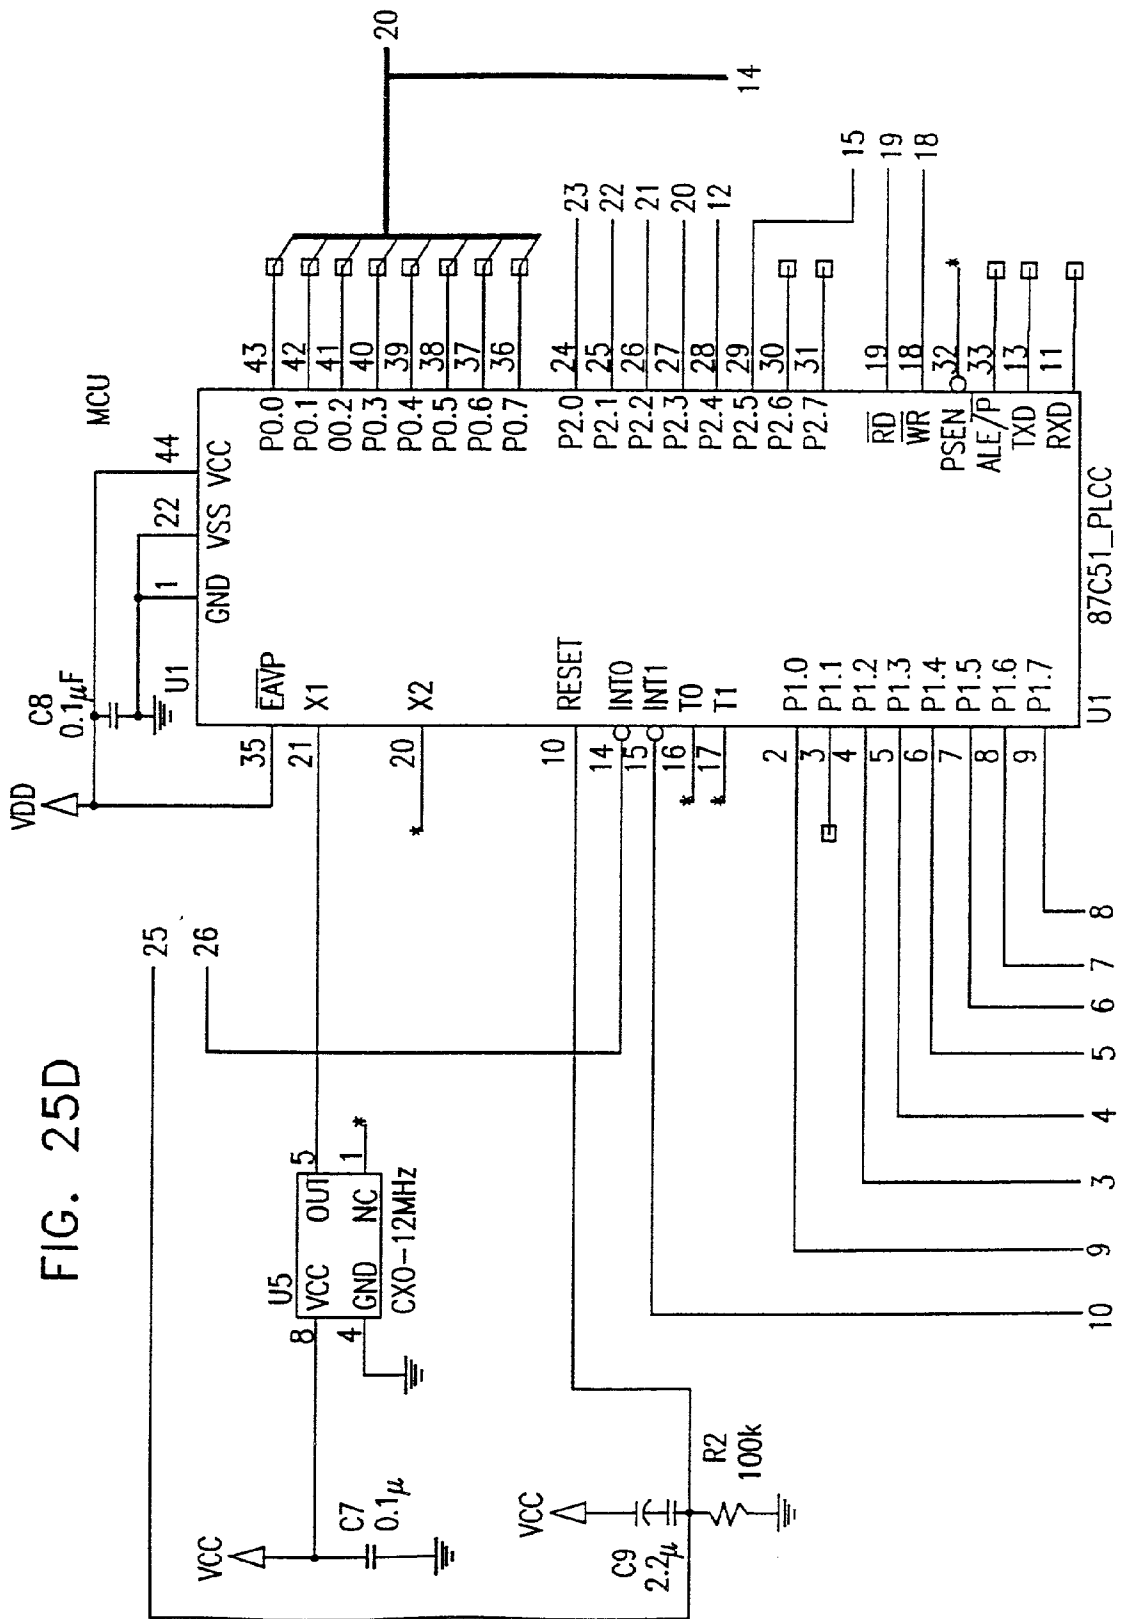 FIG. 25D
VDD
C8
0.1µF
U1
MCU
1
22
44
GND
VSS
VCC
35
EAVP
21
X1
20
X2
*
10
RESET
14
INT0
15
INT1
16
T0
*
17
T1
*
2
P1.0
3
P1.1
4
P1.2
5
P1.3
6
P1.4
7
P1.5
8
P1.6
9
P1.7
U1
87C51_PLCC
P0.0
43
P0.1
42
00.2
41
P0.3
40
P0.4
39
P0.5
38
P0.6
37
P0.7
36
20
14
P2.0
24
23
P2.1
25
22
P2.2
26
21
P2.3
27
20
P2.4
28
12
P2.5
29
15
P2.6
30
P2.7
31
RD
19
19
WR
18
18
PSEN
32
*
ALE/P
33
TXD
13
RXD
11
25
26
U5
8
VCC
OUT
5
4
GND
NC
1
*
CXO-12MHz
VCC
C7
0.1µ
VCC
C9
2.2µ
R2
100k
10
9
3
4
5
6
7
8